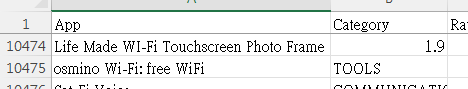 1 App Category Ra
10474 Life Made WI-Fi Touchscreen Photo Frame 1.9
10475 osmino Wi-Fi: free WiFi TOOLS